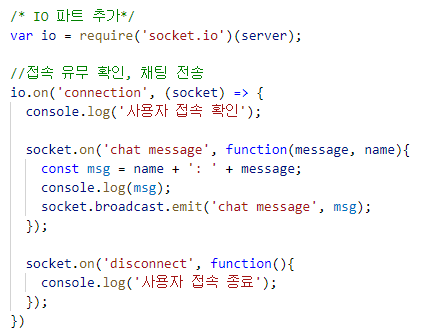 /* IO 파트 추가*/
var io = require('socket.io')(server);
//접속 유무 확인, 채팅 전송
io.on('connection', (socket) => {
console.log('사용자 접속 확인');
socket.on('chat message', function(message, name){
const msg = name + ': ' + message;
console.log(msg);
socket.broadcast.emit('chat message', msg);
});
socket.on('disconnect', function(){
console.log('사용자 접속 종료');
});
})